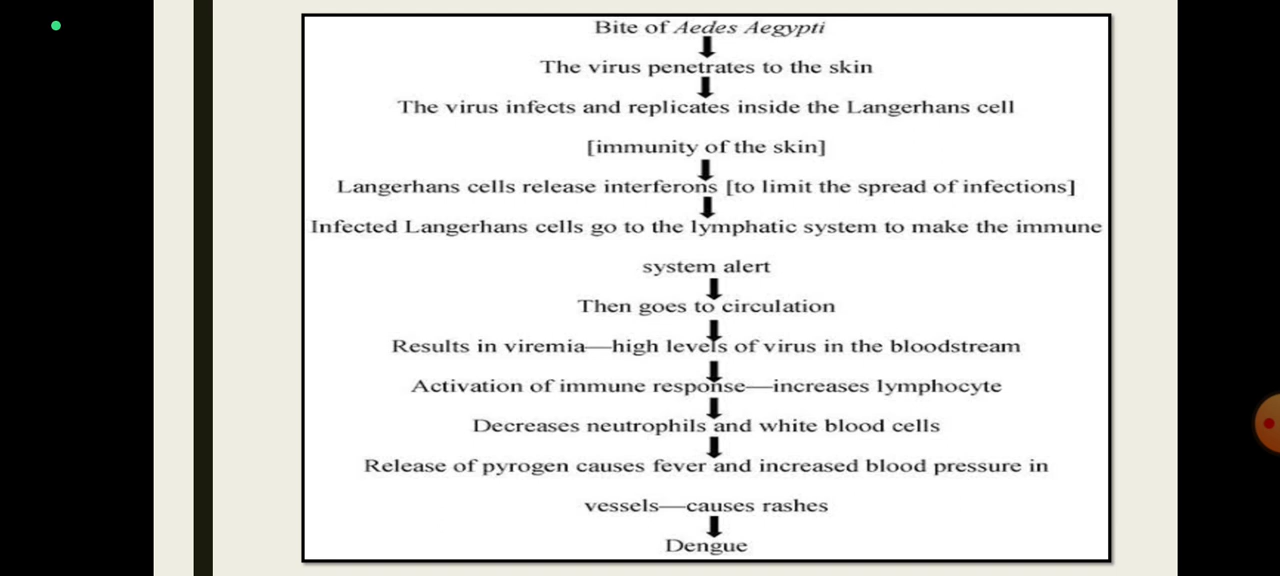 Bite of Aedes Aegypti
The virus penetrates to the skin
The virus infects and replicates inside the Langerhans cell
[immunity of the skin]
Langerhans cells release interferons [to limit the spread of infections]
Infected Langerhans cells go to the lymphatic system to make the immune
system alert
Then goes to circulation
Results in viremia—high levels of virus in the bloodstream
Activation of immune response—increases lymphocyte
Decreases neutrophils and white blood cells
Release of pyrogen causes fever and increased blood pressure in
vessels—causes rashes
Dengue